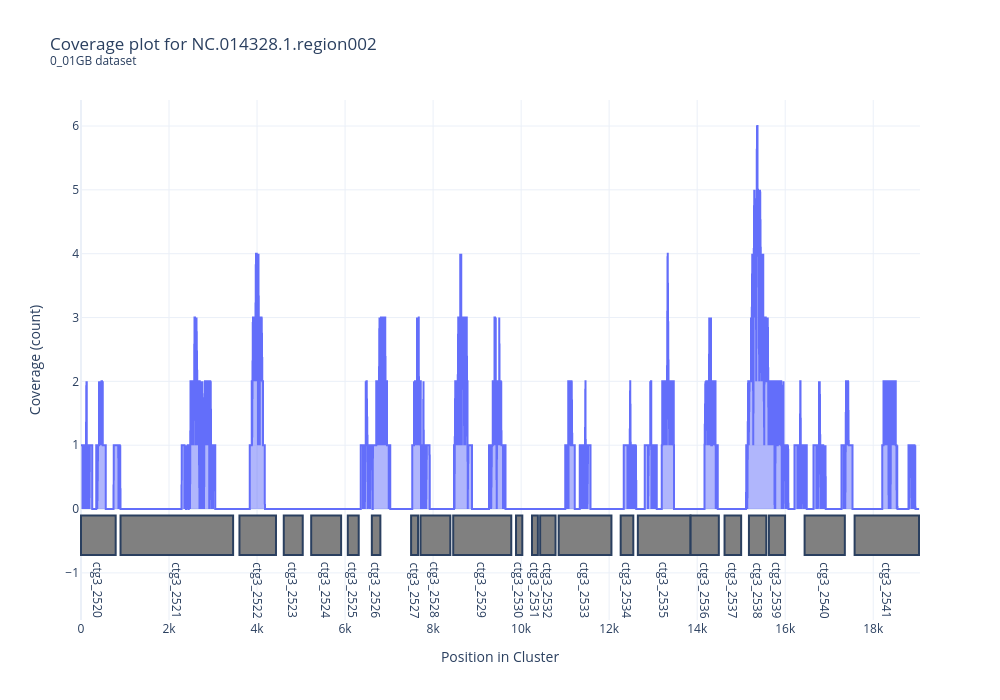 Coverage plot for NC.014328.1.region002
0_01GB dataset
6
5
4
3
2
1
0
−1
Coverage (count)
ctg3_2520
ctg3_2521
ctg3_2522
ctg3_2523
ctg3_2524
ctg3_2525
ctg3_2526
ctg3_2527
ctg3_2528
ctg3_2529
ctg3_2530
ctg3_2531
ctg3_2532
ctg3_2533
ctg3_2534
ctg3_2535
ctg3_2536
ctg3_2537
ctg3_2538
ctg3_2539
ctg3_2540
ctg3_2541
0 2k 4k 6k 8k 10k 12k 14k 16k 18k
Position in Cluster